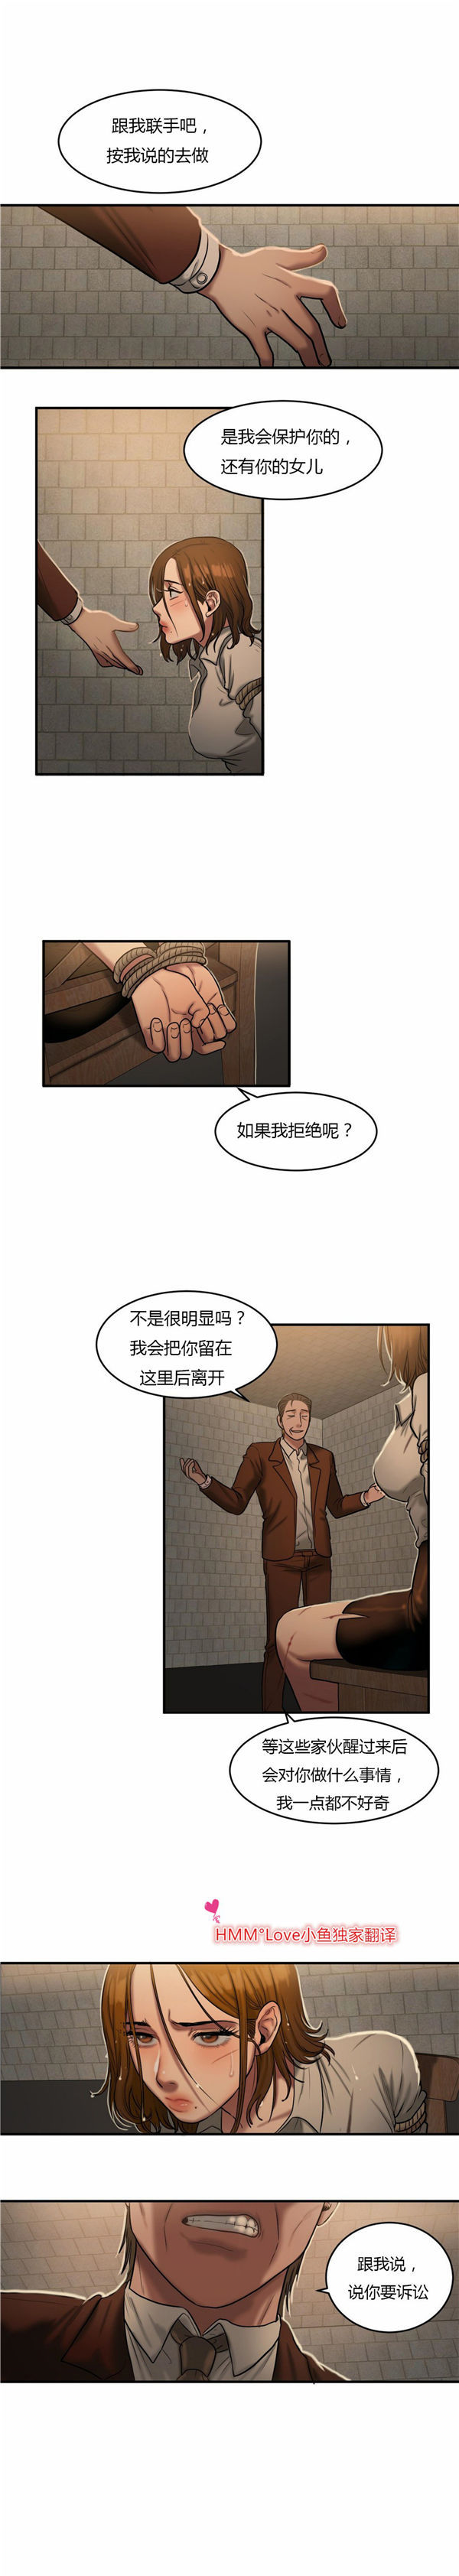 跟我联手吧，
按我说的去做
是我会保护你的，
还有你的女儿
如果我拒绝呢？
不是很明显吗？
我会把你留在
这里后离开
等这些家伙醒过来后
会对你做什么事情，
我一点都不好奇
HMM°Love小鱼独家翻译
跟我说，
说你要诉讼